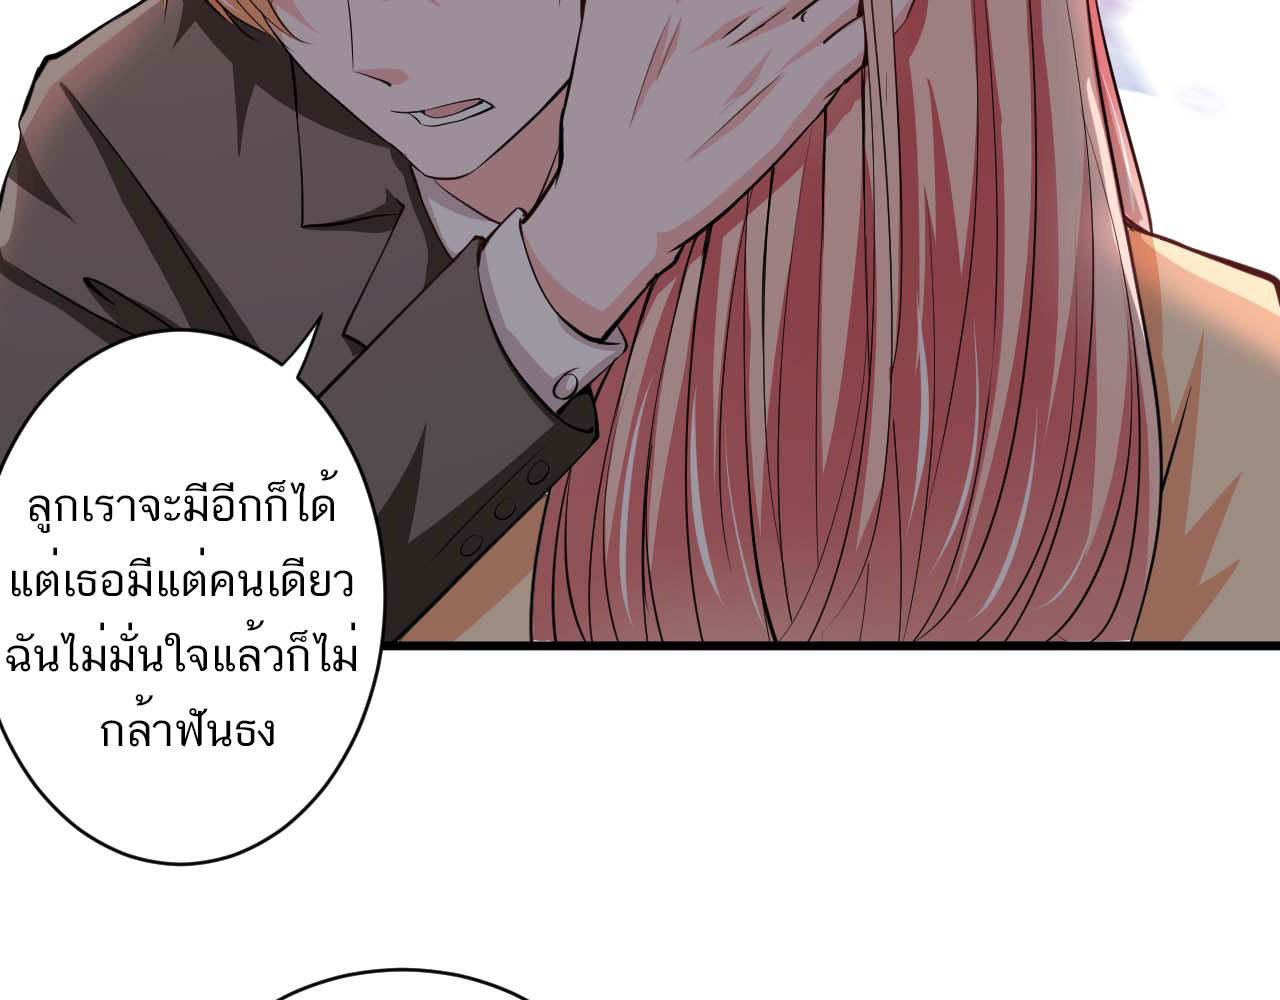 ลูกเราจะมีอีกก็ได้
แต่เธอมีแต่คนเดียว
ฉันไม่มั่นใจแล้วก็ไม่
กล้าฟันธง